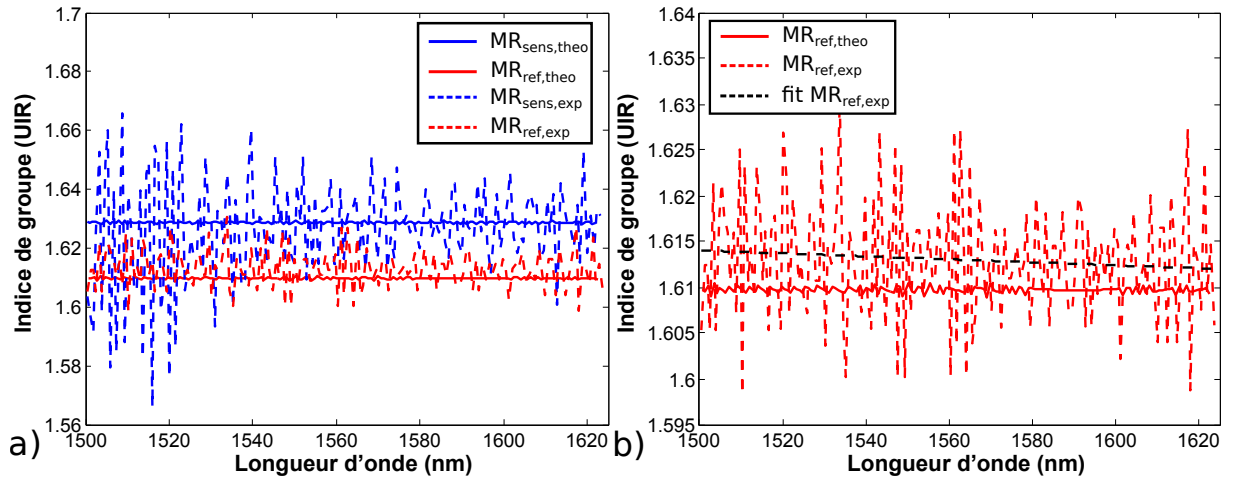 1.7
1.68
1.66
1.64
1.62
1.6
1.58
1.56
Indice de groupe (UIR)
MRsens,theo
MRref,theo
MRsens,exp
MRref,exp
1500 1520 1540 1560 1580 1600 1620
Longueur d'onde (nm)
a)
1.64
1.635
1.63
1.625
1.62
1.615
1.61
1.605
1.6
1.595
Indice de groupe (UIR)
MRref,theo
MRref,exp
fit MRref,exp
1500 1520 1540 1560 1580 1600 1620
Longueur d'onde (nm)
b)